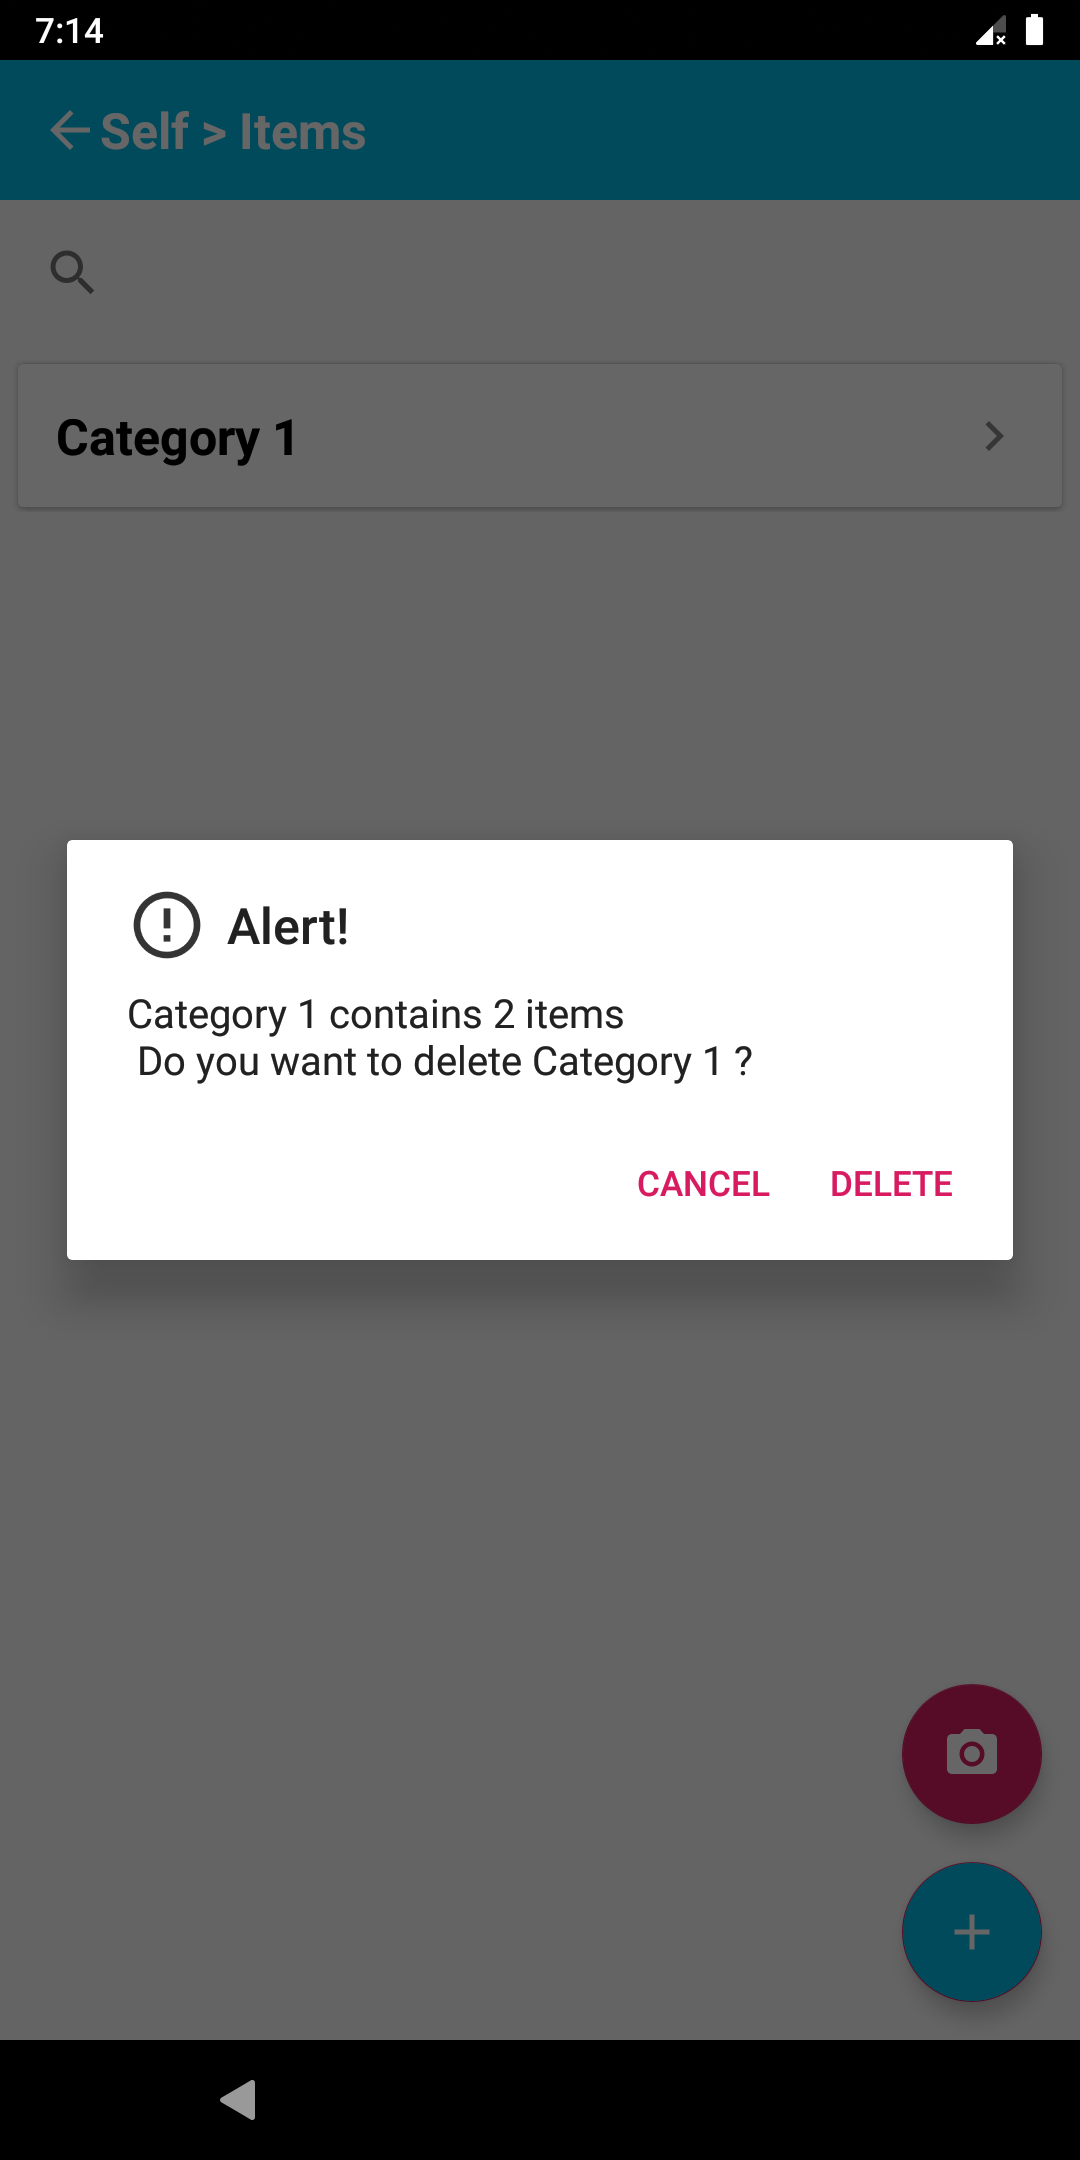 7:14
Self > Items
Category 1
Alert!
Category 1 contains 2 items
Do you want to delete Category 1 ?
CANCEL DELETE